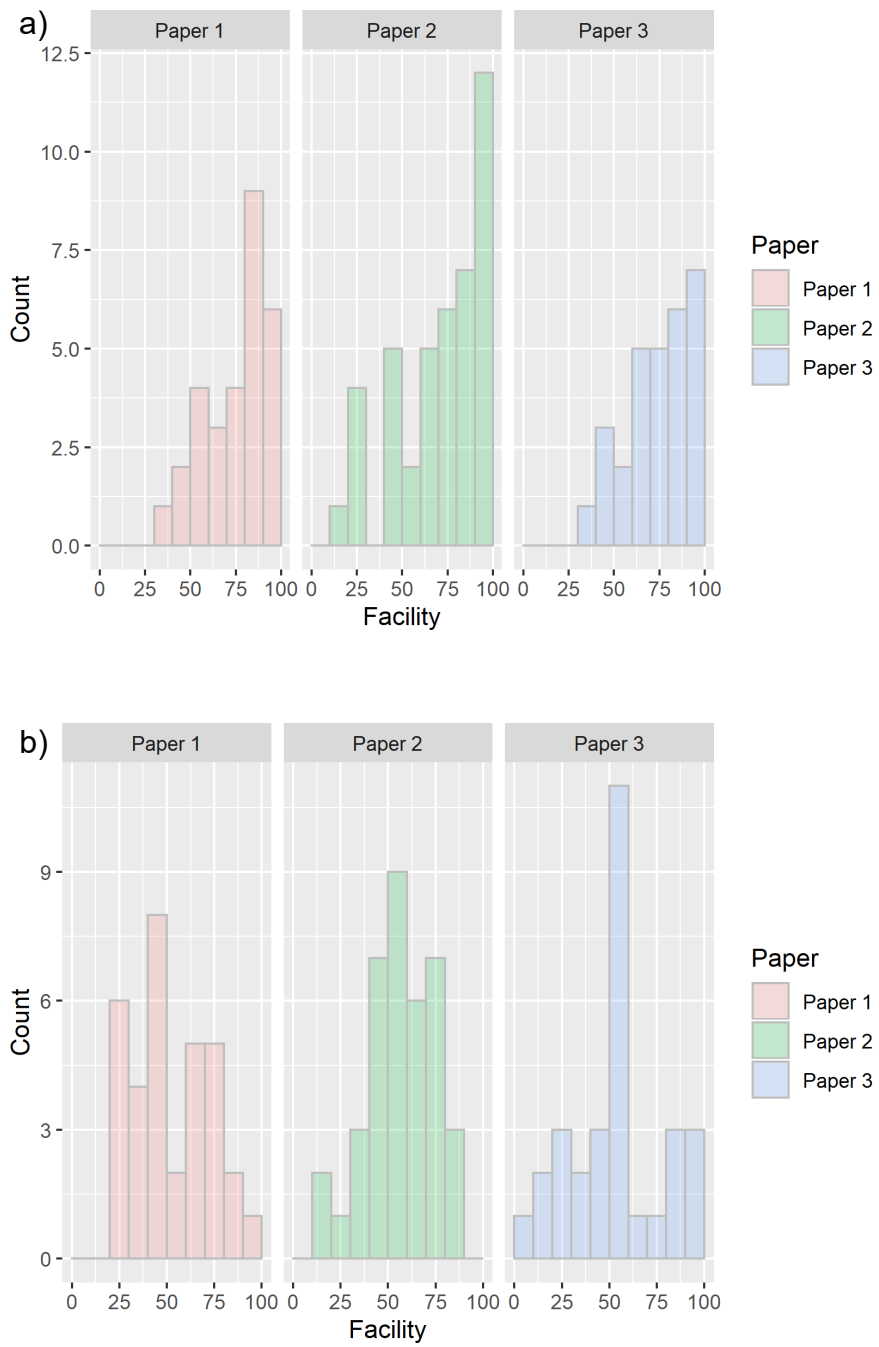 a)
Paper 1 Paper 2 Paper 3
12.5
10.0
7.5
5.0
2.5
0.0
Count
0 25 50 75 100 0 25 50 75 100 0 25 50 75 100
Facility
Paper
Paper 1
Paper 2
Paper 3
b)
Paper 1 Paper 2 Paper 3
9
6
3
0
Count
0 25 50 75 100 0 25 50 75 100 0 25 50 75 100
Facility
Paper
Paper 1
Paper 2
Paper 3